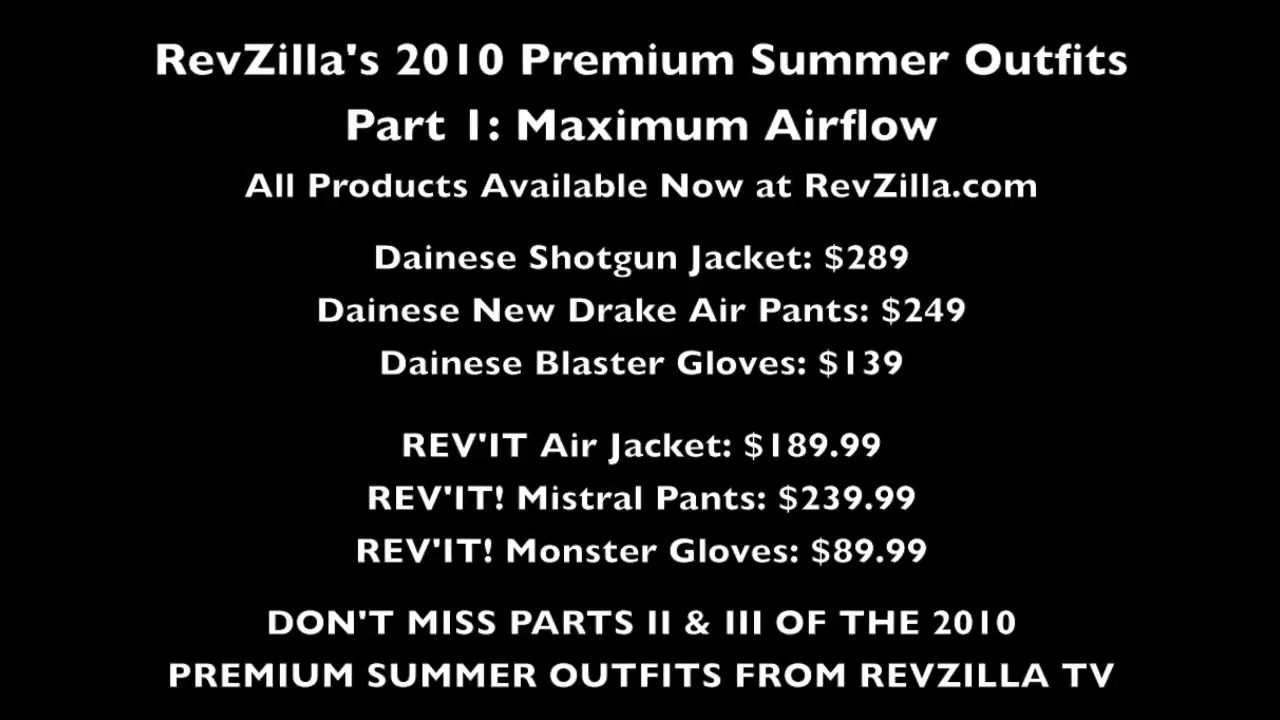 RevZilla's 2010 Premium Summer Outfits
Part 1: Maximum Airflow
All Products Available Now at RevZilla.com
Dainese Shotgun Jacket: $289
Dainese New Drake Air Pants: $249
Dainese Blaster Gloves: $139
REV'IT Air Jacket: $189.99
REV'IT! Mistral Pants: $239.99
REV'IT! Monster Gloves: $89.99
DON'T MISS PARTS II & III OF THE 2010
PREMIUM SUMMER OUTFITS FROM REVZILLA TV